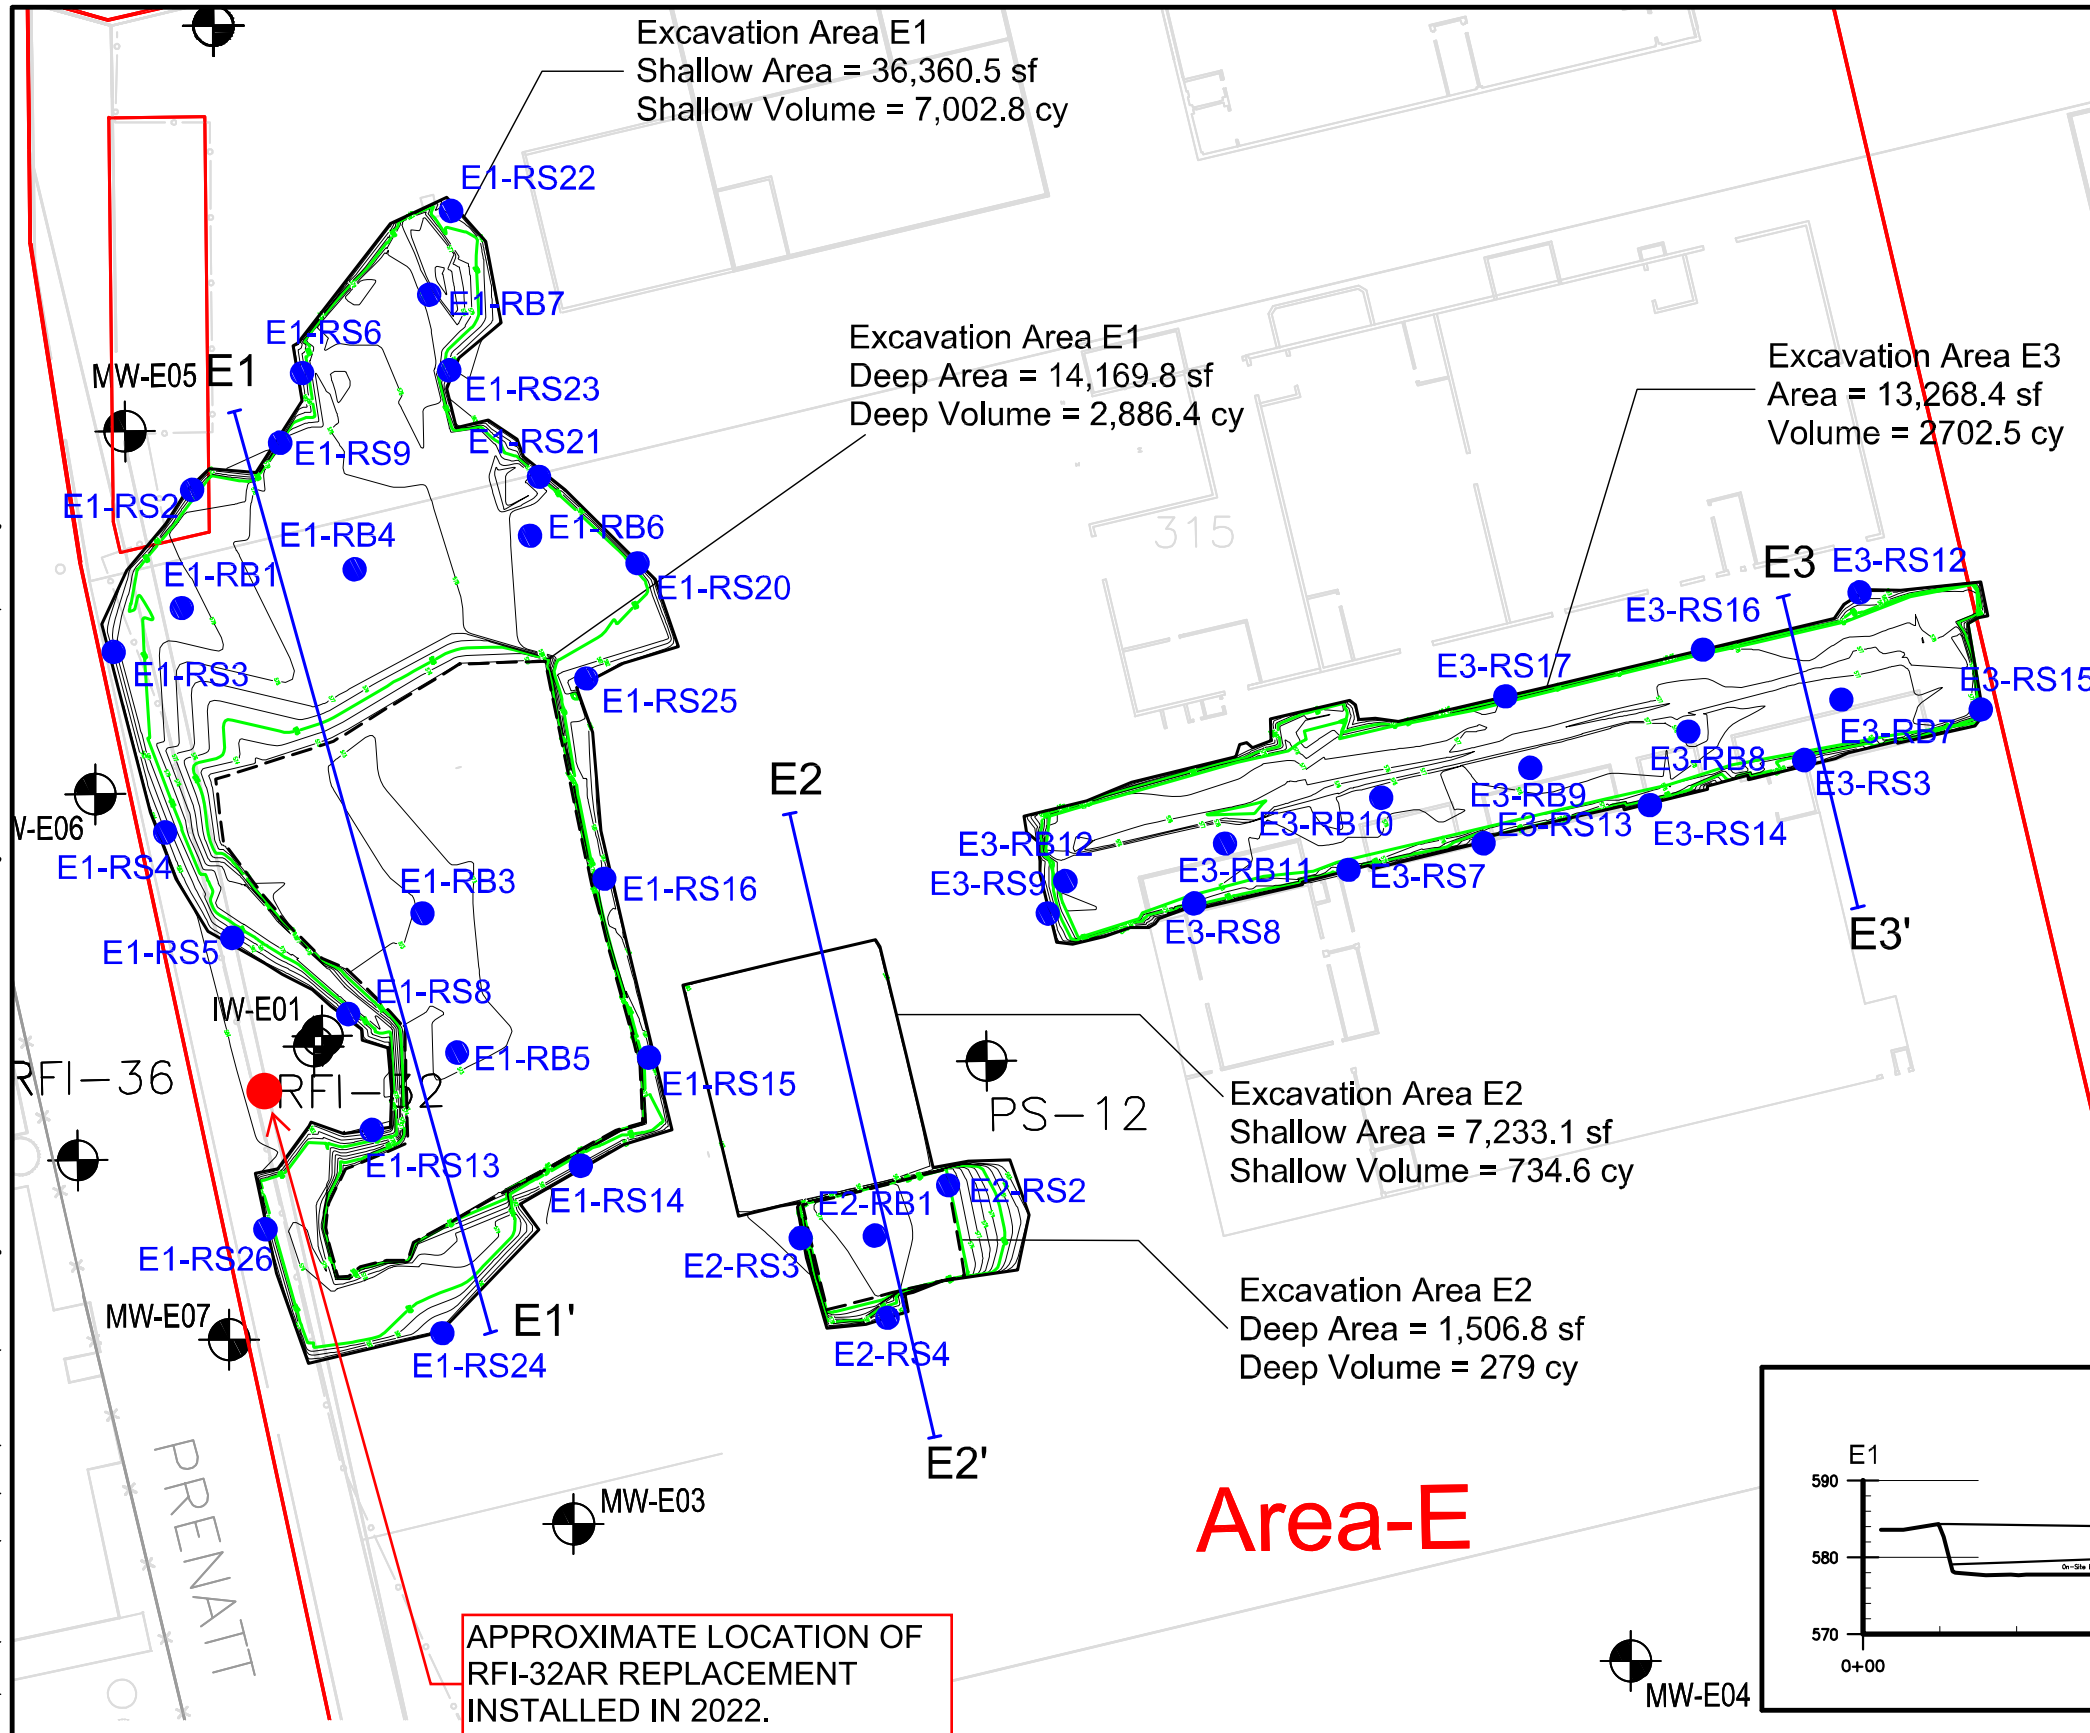 Excavation Area E1
Shallow Area = 36,360.5 sf
Shallow Volume = 7,002.8 cy
E1-RS22
E1-RB7
E1-RS6
MW-E05
E1
E1-RS23
E1-RS21
E1-RS9
E1-RS2
E1-RB4
E1-RB6
E1-RB1
E1-RS20
E1-RS3
E1-RS25
Excavation Area E1
Deep Area = 14,169.8 sf
Deep Volume = 2,886.4 cy
Excavation Area E3
Area = 13,268.4 sf
Volume = 2702.5 cy
315
E3
E3-RS12
E3-RS16
E3-RS17
E3-RS15
E3-RB7
E3-RB8
E3-RS3
E3-RB9
E3-RS14
E3-RS13
E3-RB10
E3-RB12
E3-RB11
E3-RS7
E3-RS9
E3-RS8
E3'
E2
V-E06
E1-RS4
E1-RB3
E1-RS16
E1-RS5
E1-RS8
IW-E01
E1-RB5
RFI-36
RFI-32
E1-RS15
PS-12
E1-RS13
E1-RS14
E2-RB1
E2-RS2
E2-RS3
E1-RS26
MW-E07
E1'
E1-RS24
E2-RS4
Excavation Area E2
Shallow Area = 7,233.1 sf
Shallow Volume = 734.6 cy
Excavation Area E2
Deep Area = 1,506.8 sf
Deep Volume = 279 cy
E2'
PRENATT
MW-E03
Area-E
MW-E04
APPROXIMATE LOCATION OF
RFI-32AR REPLACEMENT
INSTALLED IN 2022.
E1
590
580
On-Site
570
0+00